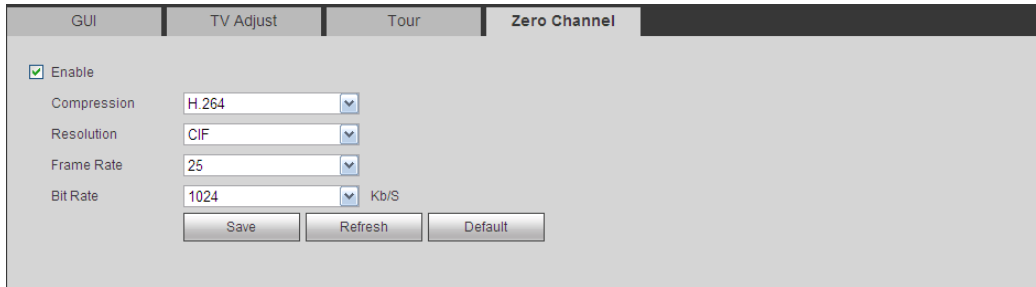 GUI TV Adjust Tour Zero Channel
Enable
Compression H.264
Resolution CIF
Frame Rate 25
Bit Rate 1024 Kb/S
Save Refresh Default